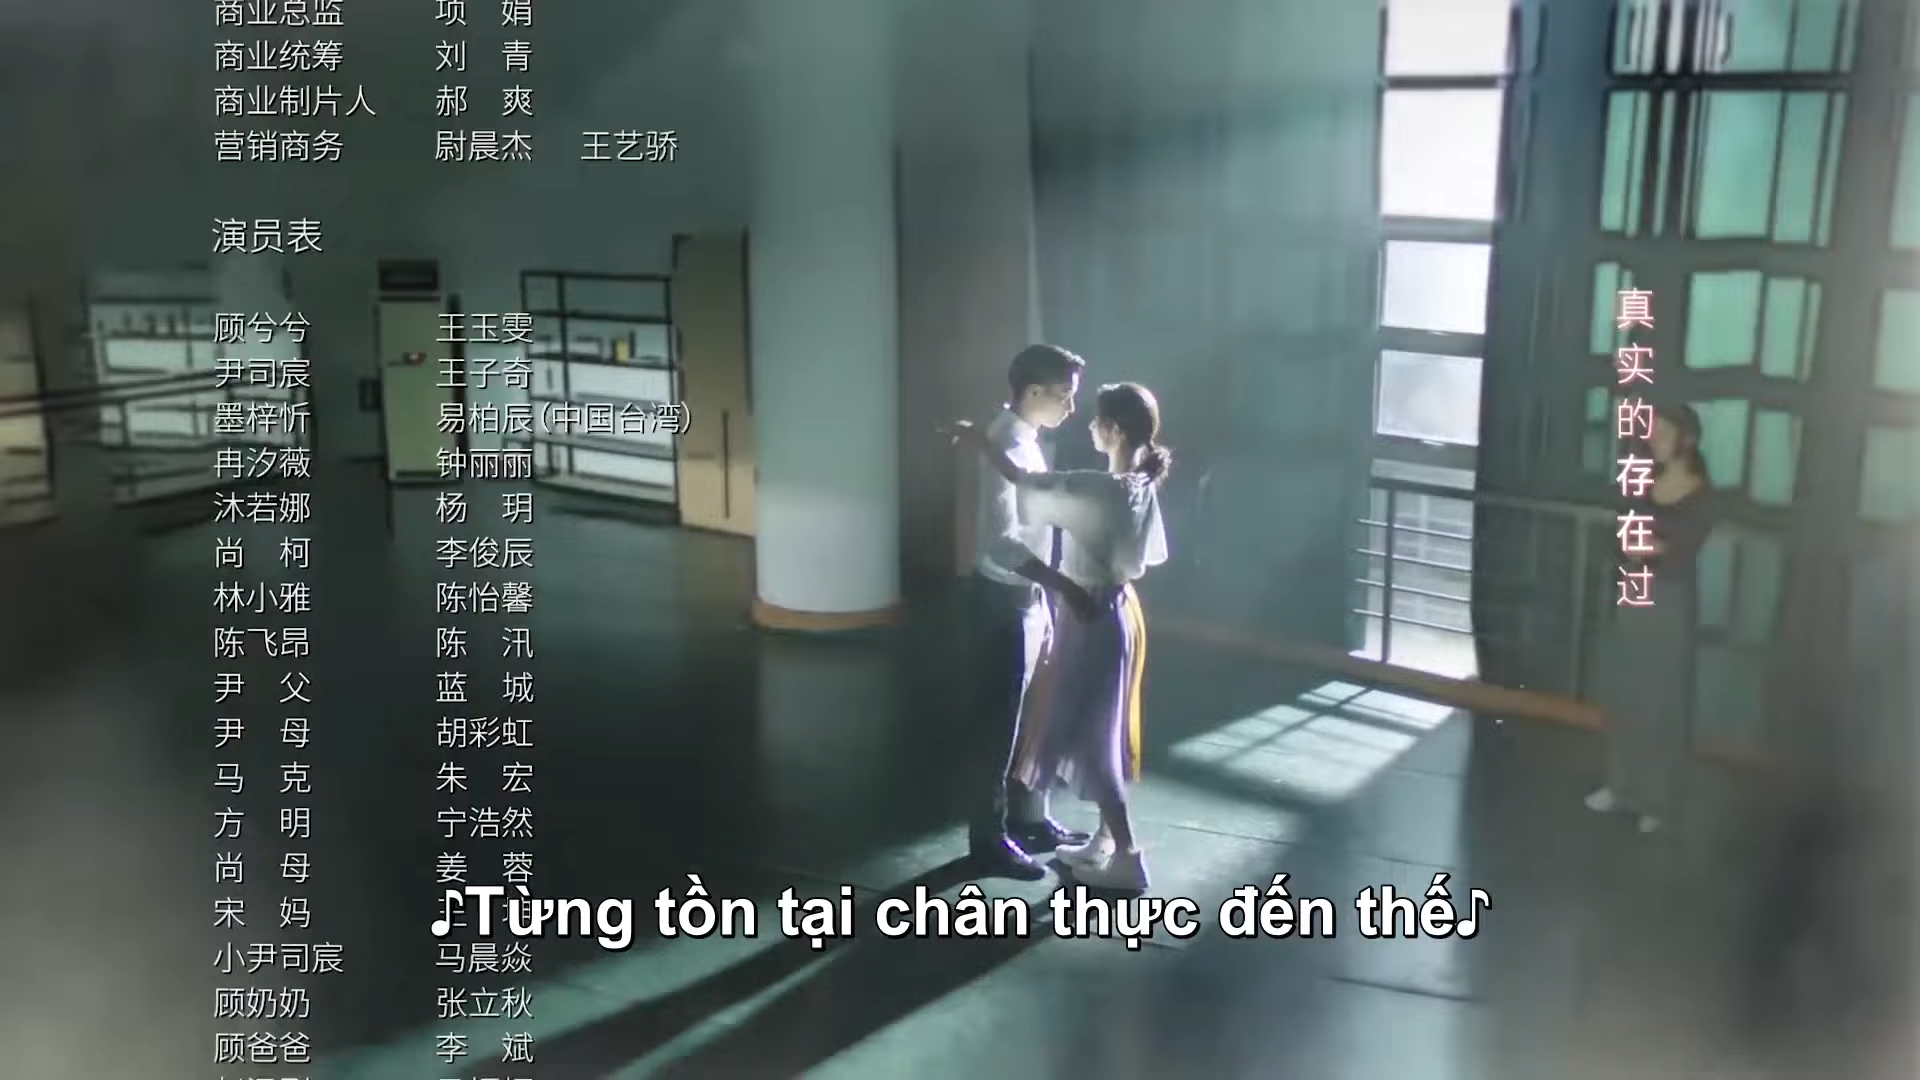 商业总监 项 娟
商业统筹 刘 青
商业制片人 郝 爽
营销商务 尉晨杰 王艺骄
演员表
顾兮兮 王玉雯
尹司宸 王子奇
墨梓忻 易柏辰(中国台湾)
冉汐薇 钟丽丽
沐若娜 杨 玥
尚 柯 李俊辰
林小雅 陈怡馨
陈飞昂 陈 汛
尹 父 蓝 城
尹 母 胡彩虹
马 克 朱 宏
方 明 宁浩然
尚 母 姜 蓉
宋 妈
小尹司宸 马晨焱
顾奶奶 张立秋
顾爸爸 李 斌
真实的存在过
♪Từng tồn tại chân thực đến thế♪